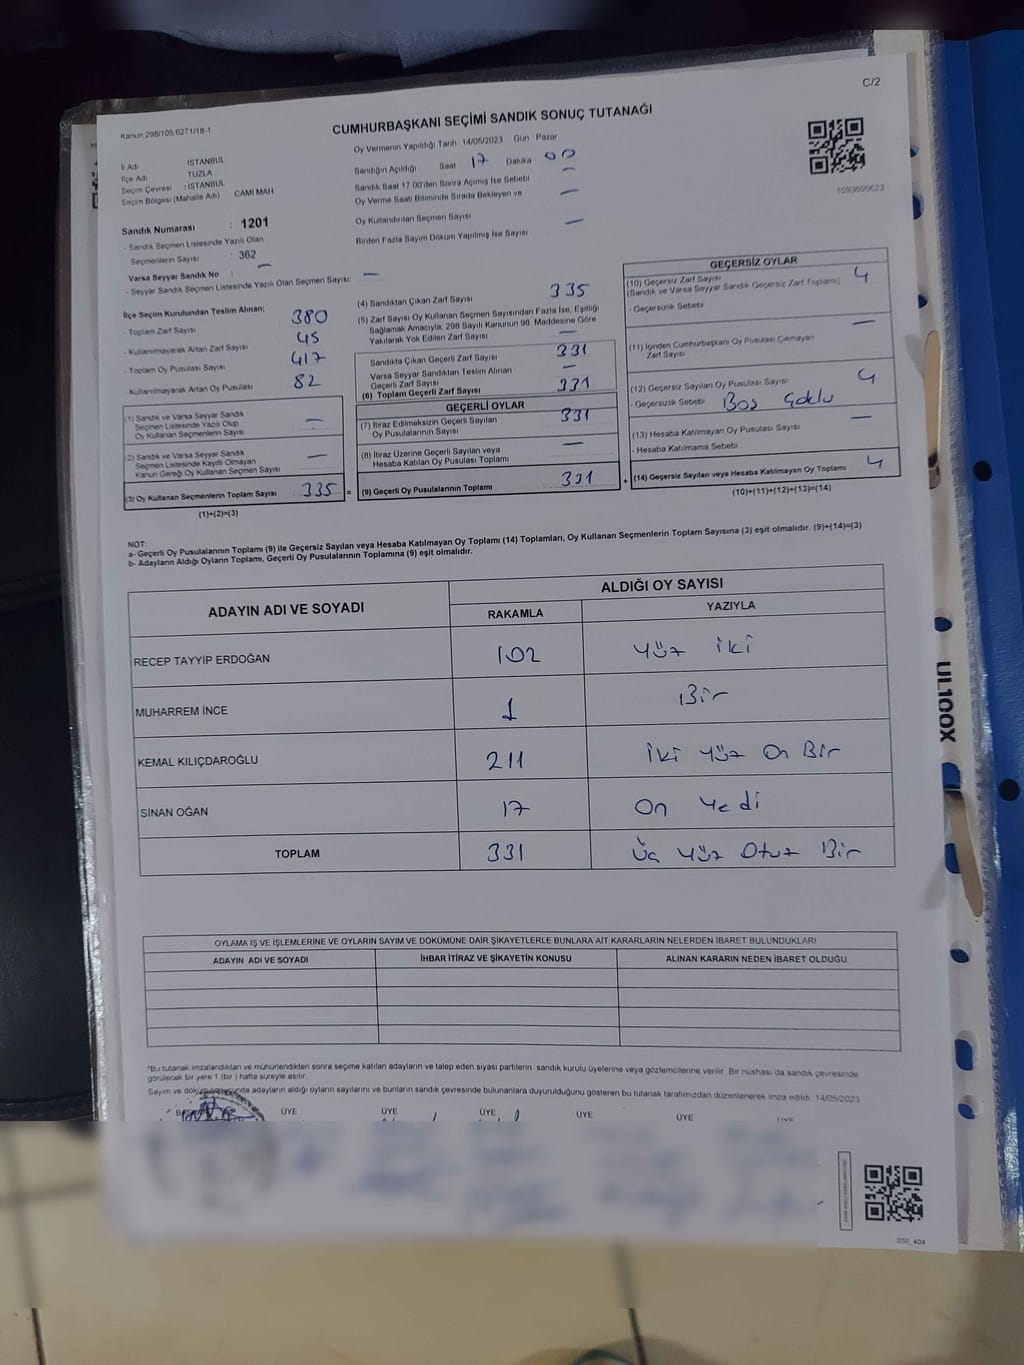 C/2
Kanun.298/105.6271/18-1
CUMHURBAŞKANI SEÇİMİ SANDIK SONUÇ TUTANAĞI
İl Adı : İSTANBUL
İlçe Adı TUZLA
Seçim Çevresi : İSTANBUL
Seçim Bölgesi (Mahalle Adı) CAMİ MAH
Sandık Numarası : 1201
- Sandık Seçmen Listesinde Yazılı Olan
Seçmenlerin Sayısı : 362
Varsa Seyyar Sandık No : —
- Seyyar Sandık Seçmen Listesinde Yazılı Olan Seçmen Sayısı : —
Oy Vermenin Yapıldığı Tarih :14/05/2023 Gün : Pazar
Sandığın Açıldığı Saat 17 Dakika 00
Sandık Saat 17.00'den Sonra Açılmış İse Sebebi —
Oy Verme Saati Bitiminde Sırada Bekleyen ve —
Oy Kullandırılan Seçmen Sayısı
Birden Fazla Sayım Döküm Yapılmış İse Sayısı —
1093690623
İlçe Seçim Kurulundan Teslim Alınan:
- Toplam Zarf Sayısı 380
- Kullanılmayarak Artan Zarf Sayısı 45
- Toplam Oy Pusulası Sayısı 417
- Kullanılmayarak Artan Oy Pusulası 82
(1) Sandık ve Varsa Seyyar Sandık
Seçmen Listesinde Yazılı Olup
Oy Kullanan Seçmenlerin Sayısı —
(2) Sandık ve Varsa Seyyar Sandık
Seçmen Listesinde Kayıtlı Olmayan
Kanun Gereği Oy Kullanan Seçmen Sayısı —
(3) Oy Kullanan Seçmenlerin Toplam Sayısı 335
(1)+(2)=(3)
(4) Sandıktan Çıkan Zarf Sayısı 335
(5) Zarf Sayısı Oy Kullanan Seçmen Sayısından Fazla İse, Eşitliği
Sağlamak Amacıyla, 298 Sayılı Kanunun 98. Maddesine Göre
Yakılarak Yok Edilen Zarf Sayısı —
Sandıkta Çıkan Geçerli Zarf Sayısı 331
Varsa Seyyar Sandıktan Teslim Alınan
Geçerli Zarf Sayısı —
(6) Toplam Geçerli Zarf Sayısı 331
GEÇERLİ OYLAR
(7) İtiraz Edilmeksizin Geçerli Sayılan
Oy Pusulalarının Sayısı 331
(8) İtiraz Üzerine Geçerli Sayılan veya
Hesaba Katılan Oy Pusulası Toplamı —
= (9) Geçerli Oy Pusulalarının Toplamı 331 +
GEÇERSİZ OYLAR
(10) Geçersiz Zarf Sayısı 4
(Sandık ve Varsa Seyyar Sandık Geçersiz Zarf Toplamı)
- Geçersizlik Sebebi
(11) İçinden Cumhurbaşkanı Oy Pusulası Çıkmayan —
Zarf Sayısı
(12) Geçersiz Sayılan Oy Pusulası Sayısı 4
- Geçersizlik Sebebi Boş Çoklu
(13) Hesaba Katılmayan Oy Pusulası Sayısı —
- Hesaba Katılmama Sebebi
(14) Geçersiz Sayılan veya Hesaba Katılmayan Oy Toplamı 4
(10)+(11)+(12)+(13)=(14)
NOT:
a- Geçerli Oy Pusulalarının Toplamı (9) ile Geçersiz Sayılan veya Hesaba Katılmayan Oy Toplamı (14) Toplamları, Oy Kullanan Seçmenlerin Toplam Sayısına (3) eşit olmalıdır. (9)+(14)=(3)
b- Adayların Aldığı Oyların Toplamı, Geçerli Oy Pusulalarının Toplamına (9) eşit olmalıdır.
ADAYIN ADI VE SOYADI ALDIĞI OY SAYISI
RAKAMLA YAZIYLA
RECEP TAYYİP ERDOĞAN 102 Yüz iki
MUHARREM İNCE 1 Bir
KEMAL KILIÇDAROĞLU 211 İki Yüz On Bir
SİNAN OĞAN 17 On Yedi
TOPLAM 331 Üç Yüz Otuz Bir
OYLAMA İŞ VE İŞLEMLERİNE VE OYLARIN SAYIM VE DÖKÜMÜNE DAİR ŞİKAYETLERLE BUNLARA AİT KARARLARIN NELERDEN İBARET BULUNDUKLARI
ADAYIN ADI VE SOYADI İHBAR İTİRAZ VE ŞİKAYETİN KONUSU ALINAN KARARIN NEDEN İBARET OLDUĞU
*Bu tutanak imzalandıktan ve mühürlendikten sonra seçime katılan adayların ve talep eden siyasi partilerin sandık kurulu üyelerine veya gözlemcilerine verilir. Bir nüshası da sandık çevresinde
görülecek bir yere 1 (bir ) hafta süreyle asılır.
Sayım ve döküm sonucunda adayların aldığı oyların sayılarını ve bunların sandık çevresinde bulunanlara duyurulduğunu gösteren bu tutanak tarafımızdan düzenlenerek imza edildi. 14/05/2023
ÜYE ÜYE ÜYE ÜYE ÜYE ÜYE
UL100X